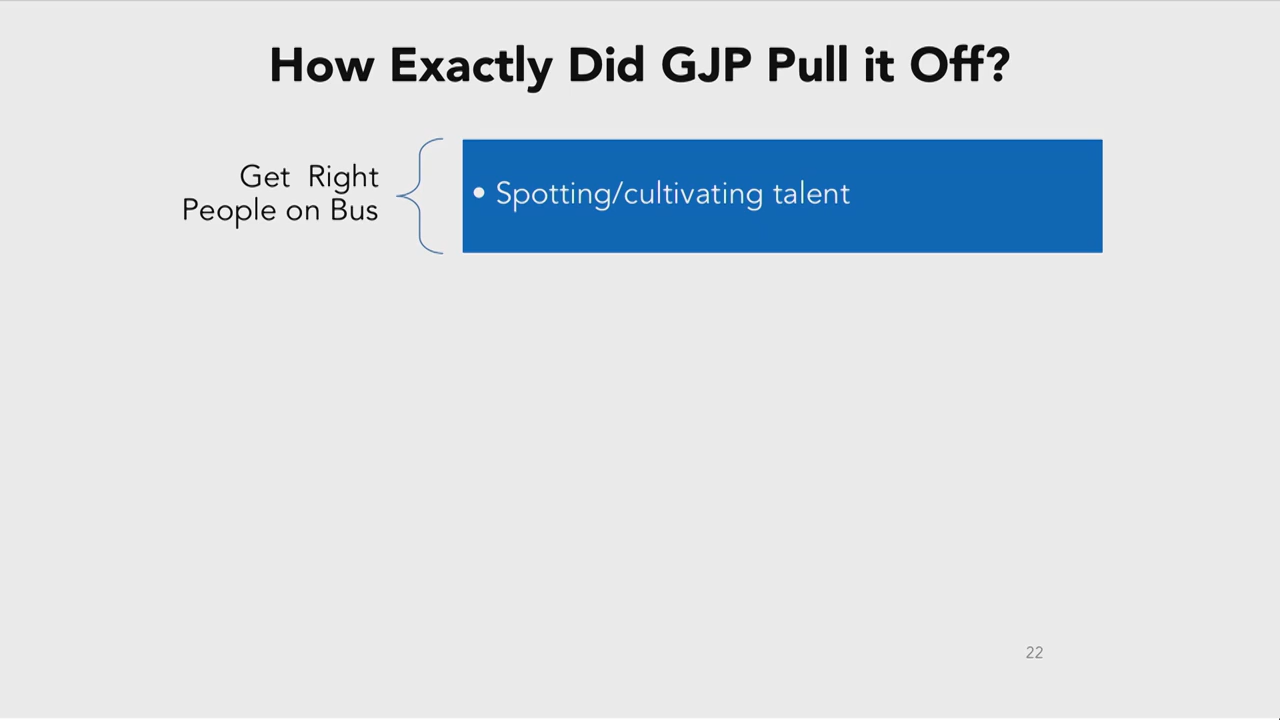 How Exactly Did GJP Pull it Off?
Get Right
People on Bus
• Spotting/cultivating talent
22